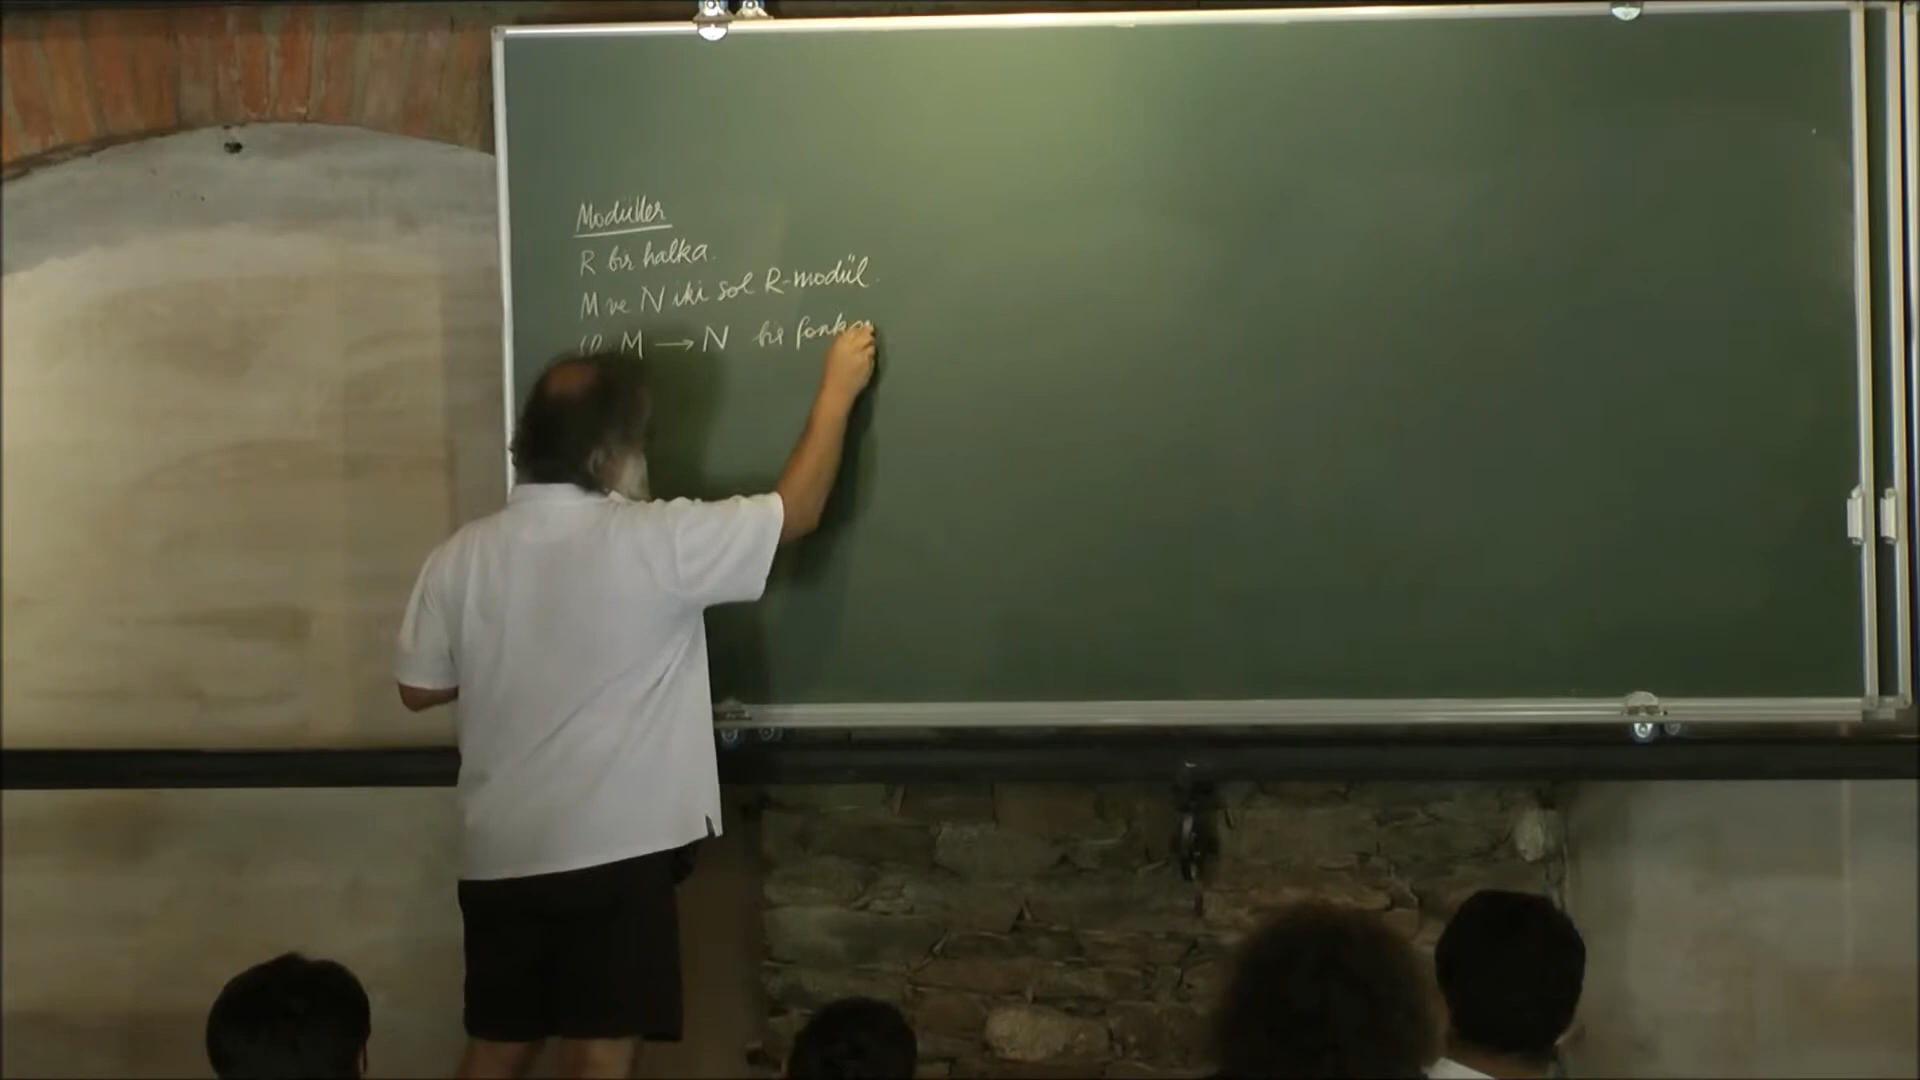 Modüller
R bir halka.
M ve N iki sol R-modül.
φ: M → N bir fonks